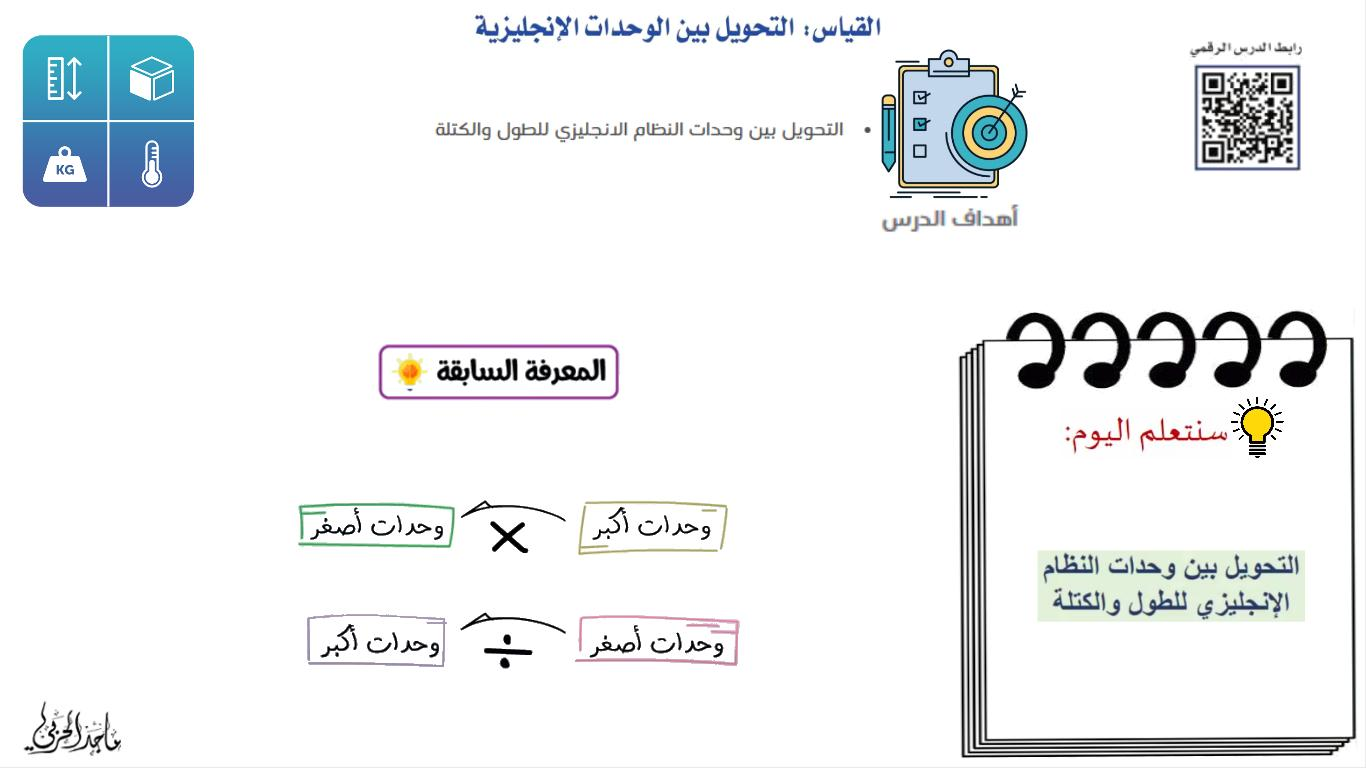 القياس: التحويل بين الوحدات الإنجليزية
رابط الدرس الرقمي
• التحويل بين وحدات النظام الانجليزي للطول والكتلة
KG
أهداف الدرس
المعرفة السابقة
سنتعلم اليوم:
التحويل بين وحدات النظام
الإنجليزي للطول والكتلة
وحدات أكبر × وحدات أصغر
وحدات أصغر ÷ وحدات أكبر
ماجد الحربي